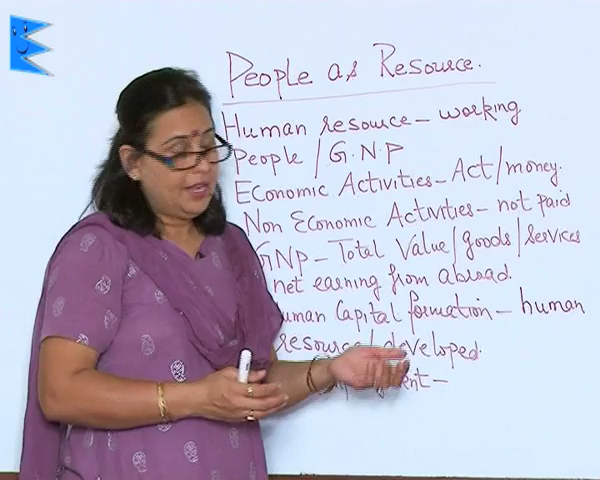 People as Resource.
Human resource – working
People / G.N.P
Economic Activities – Act/money.
Non Economic Activities – not paid
GNP – Total Value/goods/services
net earning from abroad.
Human Capital formation – human
resource/developed.